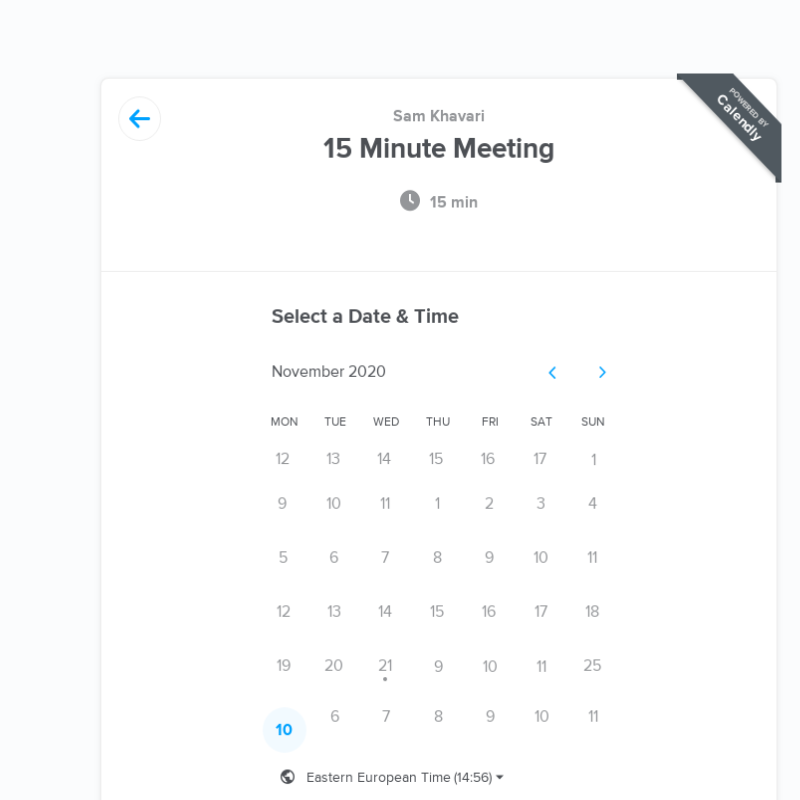 POWERED BY
Calendly
Sam Khavari
15 Minute Meeting
15 min
Select a Date & Time
November 2020
MON TUE WED THU FRI SAT SUN
12 13 14 15 16 17 1
9 10 11 1 2 3 4
5 6 7 8 9 10 11
12 13 14 15 16 17 18
19 20 21 9 10 11 25
10 6 7 8 9 10 11
Eastern European Time (14:56)